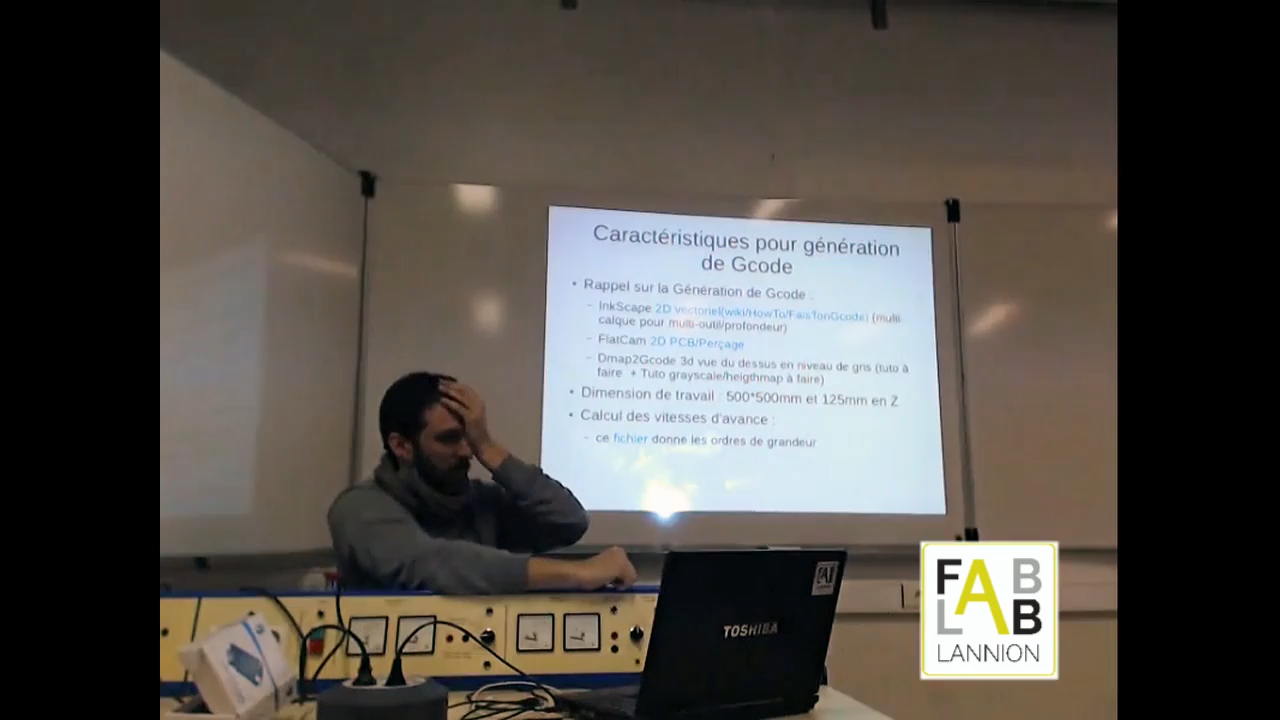 Caractéristiques pour génération
de Gcode
• Rappel sur la Génération de Gcode :
– InkScape 2D vectoriel(wiki/HowTo/FaisTonGcode) (multi
calque pour multi-outil/profondeur)
– FlatCam 2D PCB/Perçage
– Dmap2Gcode 3d vue du dessus en niveau de gris (tuto à
faire + Tuto grayscale/heigthmap à faire)
• Dimension de travail : 500*500mm et 125mm en Z
• Calcul des vitesses d'avance :
– ce fichier donne les ordres de grandeur
TOSHIBA
FAB
LAB
LANNION